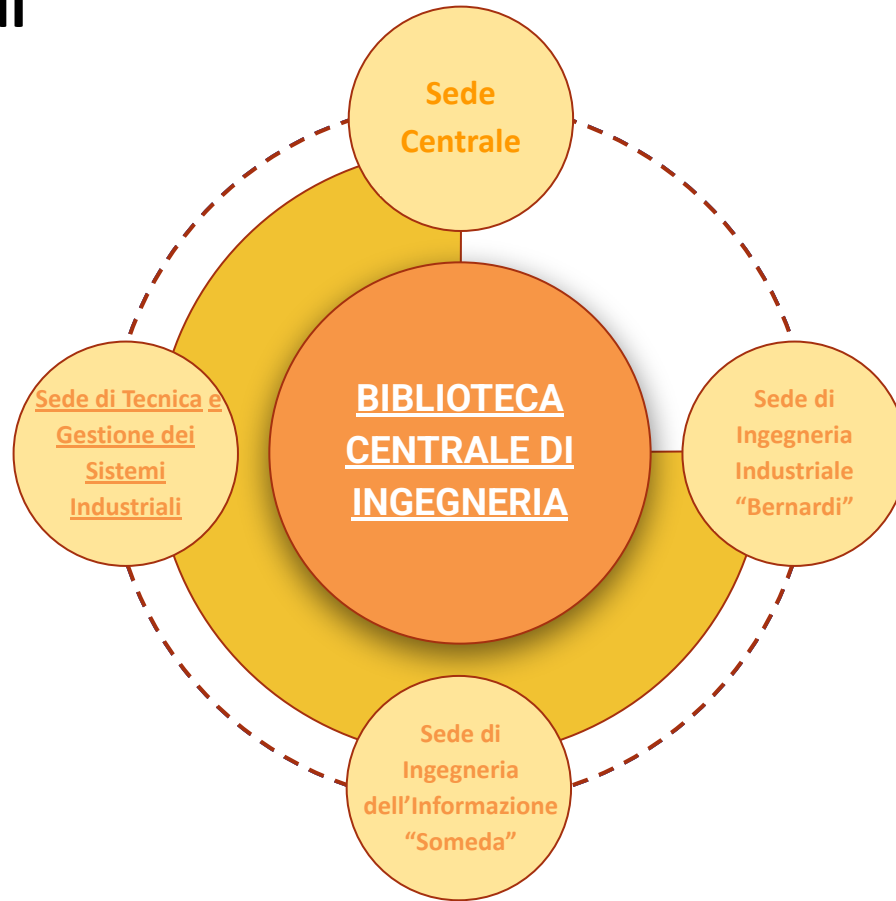 Sede
Centrale
BIBLIOTECA
CENTRALE DI
INGEGNERIA
Sede di Tecnica e
Gestione dei
Sistemi
Industriali
Sede di
Ingegneria
Industriale
“Bernardi”
Sede di
Ingegneria
dell’Informazione
“Someda”